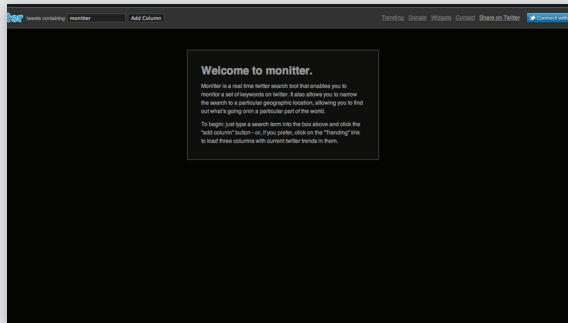 tter tweets containing monitter Add Column Trending Donate Widgets Contact Share on Twitter Connect with
Welcome to monitter.
Monitter is a real time twitter search tool that enables you to
monitor a set of keywords on twitter. It also allows you to narrow
the search to a particular geographic location, allowing you to find
out what's going onin a particular part of the world.
To begin: just type a search term into the box above and click the
"add column" button - or, if you prefer, click on the "Trending" link
to load three columns with current twitter trends in them.